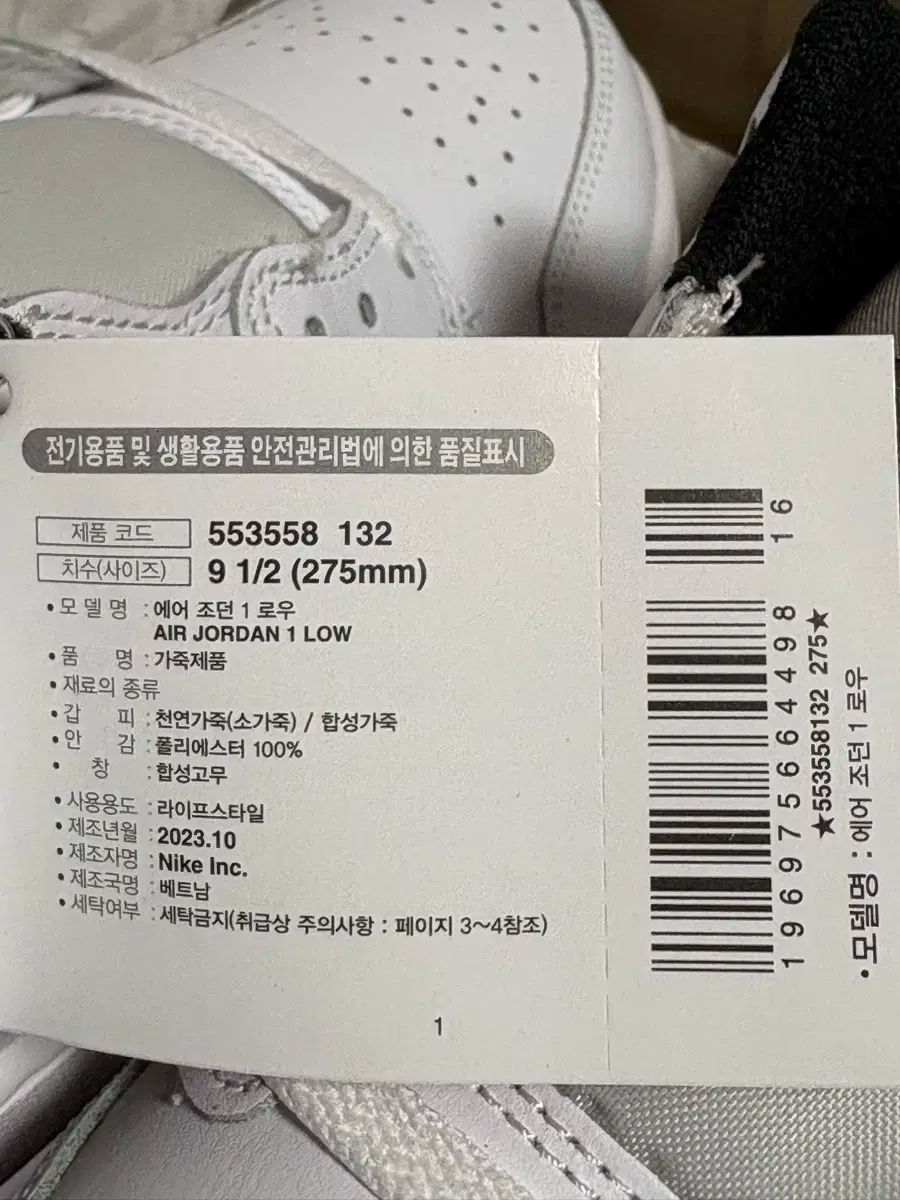 전기용품 및 생활용품 안전관리법에 의한 품질표시
제품 코드 553558 132
치수(사이즈) 9 1/2 (275mm)
•모 델 명 : 에어 조던 1 로우
AIR JORDAN 1 LOW
•품 명 : 가죽제품
•재료의 종류
•갑 피 : 천연가죽(소가죽) / 합성가죽
•안 감 : 폴리에스터 100%
•창 : 합성고무
•사용용도 : 라이프스타일
•제조년월 : 2023.10
•제조자명 : Nike Inc.
•제조국명 : 베트남
•세탁여부 : 세탁금지(취급상 주의사항 : 페이지 3~4참조)
1
196975664498 16
★553558132 275★
•모델명 : 에어 조던 1 로우